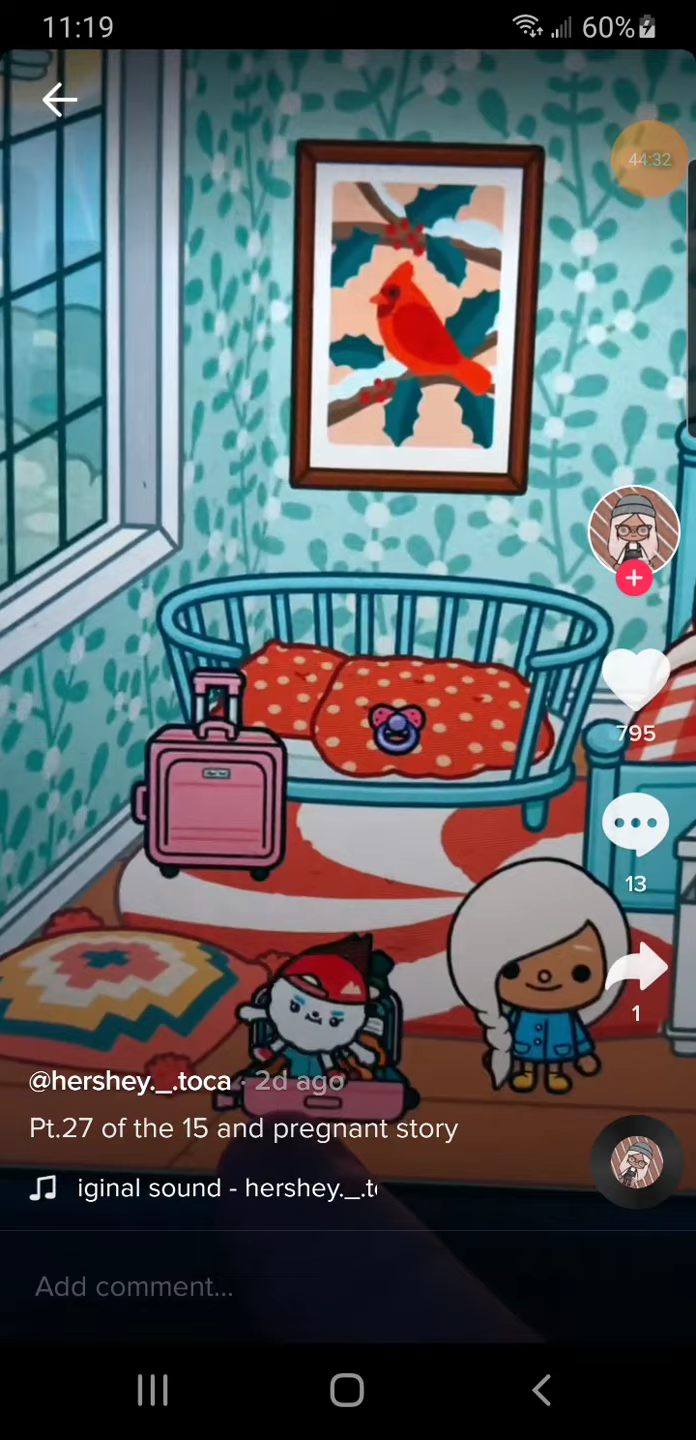 11:19
60%
44:32
795
13
1
@hershey._.toca · 2d ago
Pt.27 of the 15 and pregnant story
iginal sound - hershey._.t
Add comment...